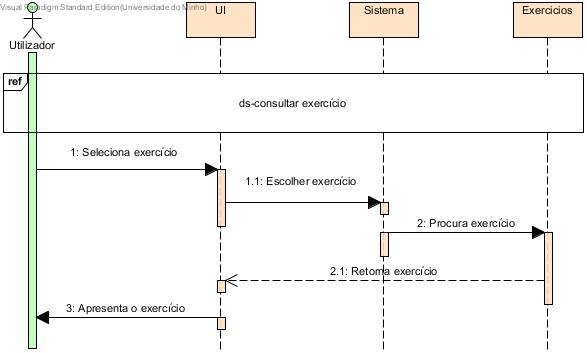 Visual Paradigm Standard Edition(Universidade do Minho)
UI
Sistema
Exercicios
Utilizador
ref
ds-consultar exercício
1: Seleciona exercício
1.1: Escolher exercício
2: Procura exercício
2.1: Retorna exercício
3: Apresenta o exercício